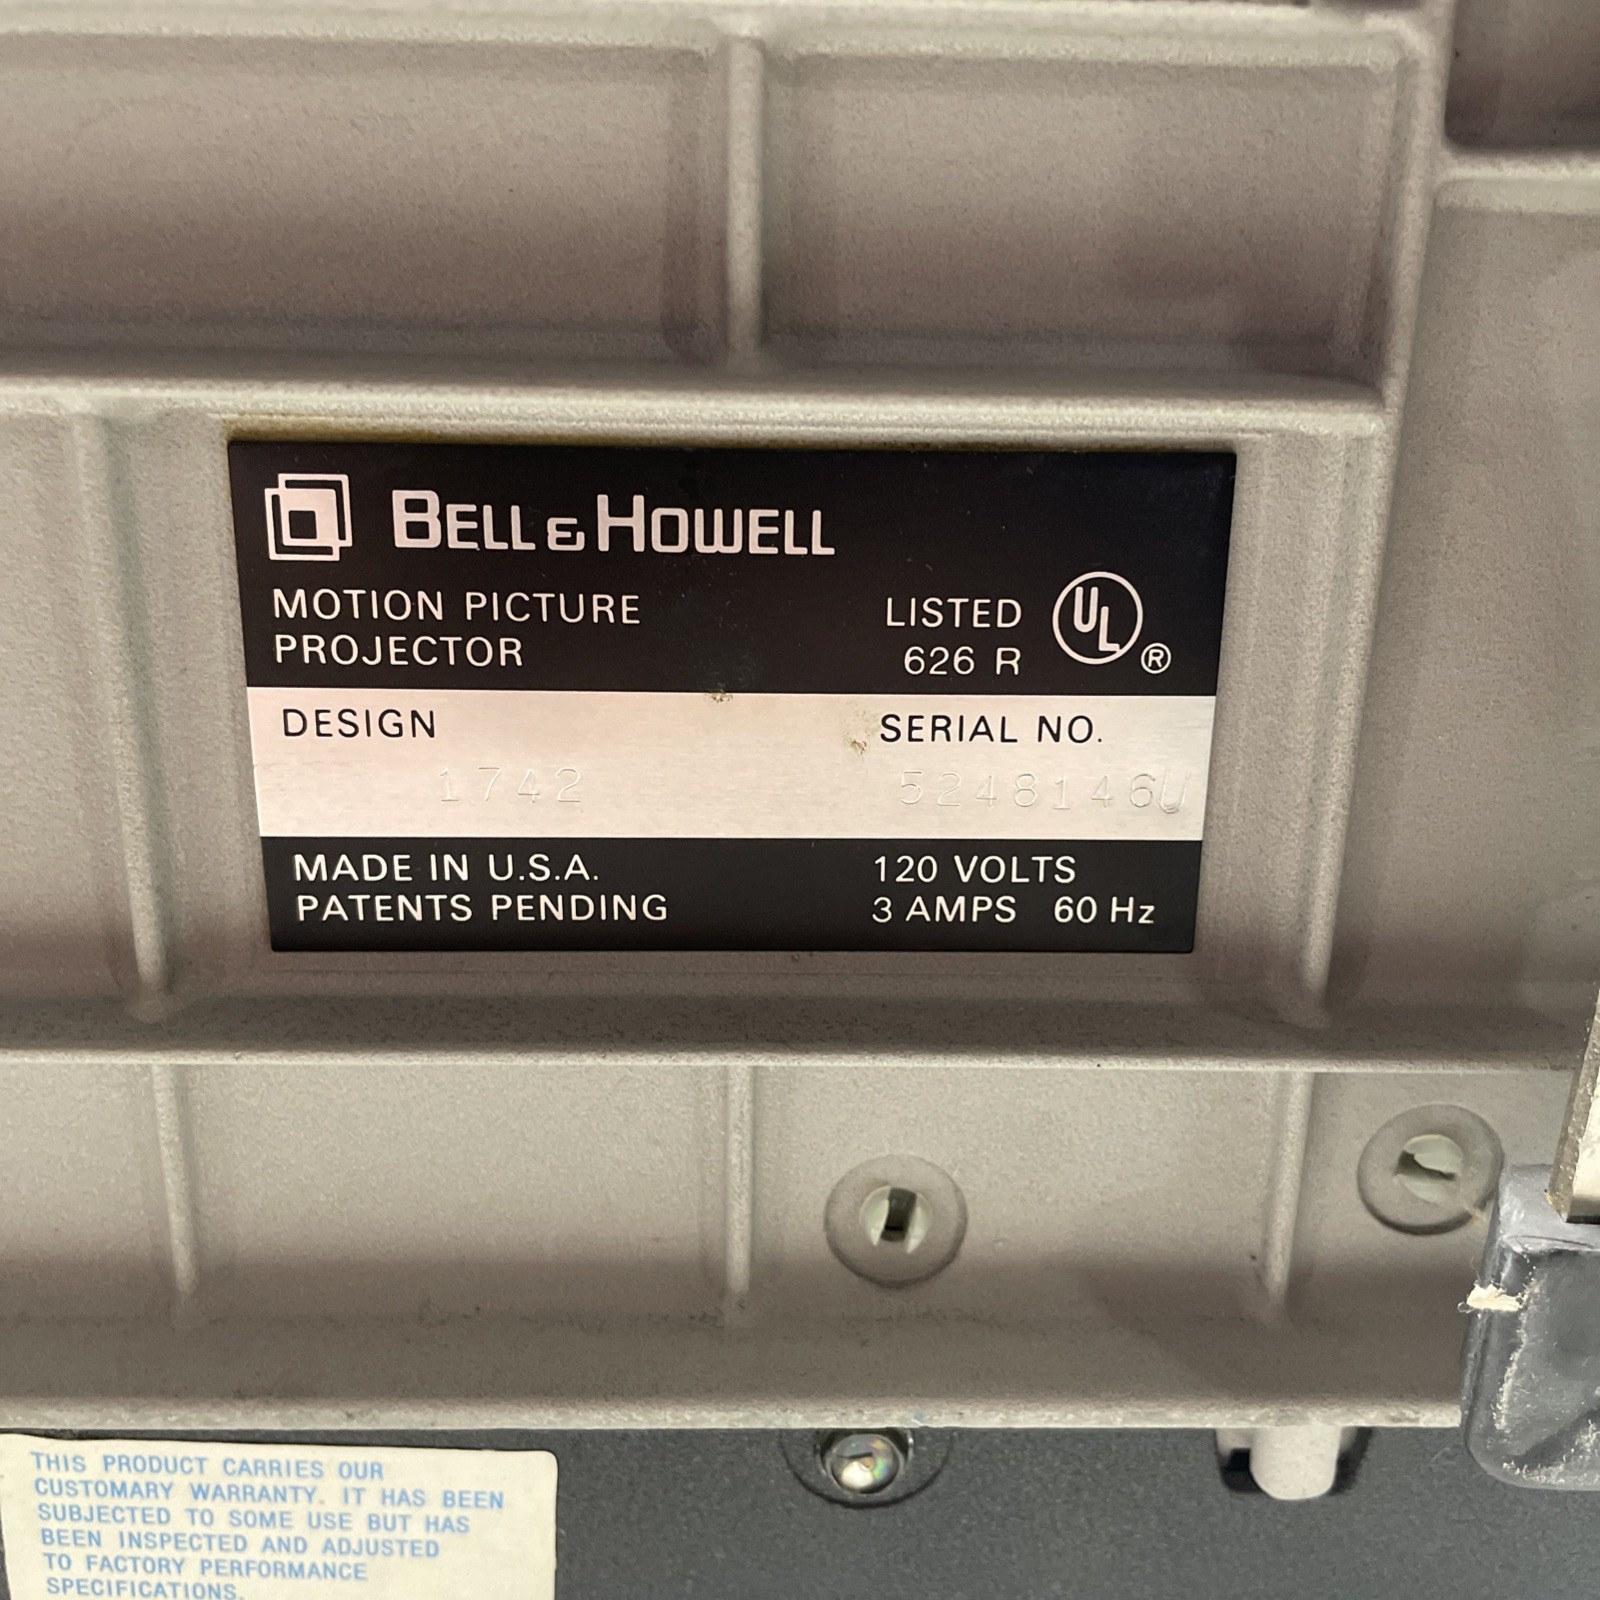 BELL & HOWELL
MOTION PICTURE
PROJECTOR
LISTED
626 R
UL ®
DESIGN
1742
SERIAL NO.
5248146U
MADE IN U.S.A.
PATENTS PENDING
120 VOLTS
3 AMPS 60 Hz
THIS PRODUCT CARRIES OUR
CUSTOMARY WARRANTY. IT HAS BEEN
SUBJECTED TO SOME USE BUT HAS
BEEN INSPECTED AND ADJUSTED
TO FACTORY PERFORMANCE
SPECIFICATIONS.